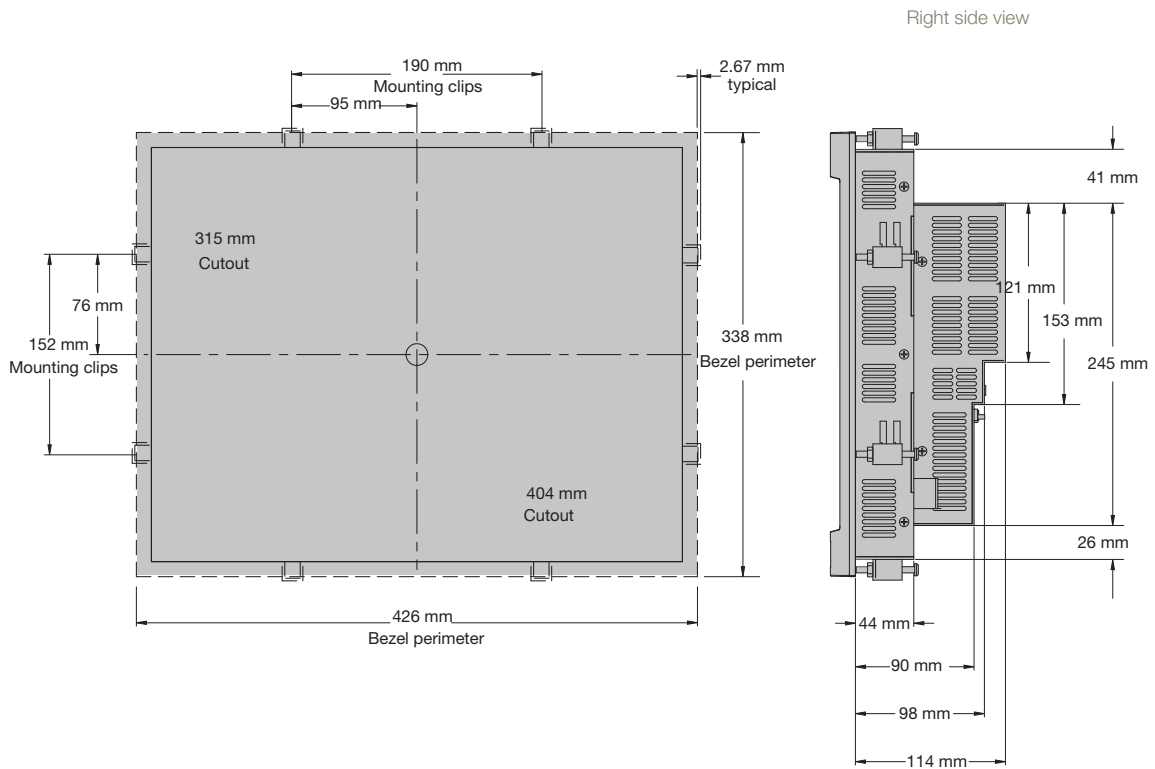 Right side view
190 mm
Mounting clips
2.67 mm
typical
95 mm
41 mm
315 mm
Cutout
76 mm
152 mm
Mounting clips
121 mm
153 mm
338 mm
Bezel perimeter
245 mm
404 mm
Cutout
26 mm
426 mm
Bezel perimeter
44 mm
90 mm
98 mm
114 mm